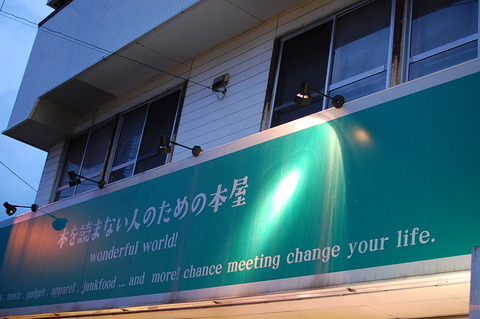 本を読まない人のための本屋
wonderful world!
music . gadget . apparel . junkfood ... and more! chance meeting change your life.